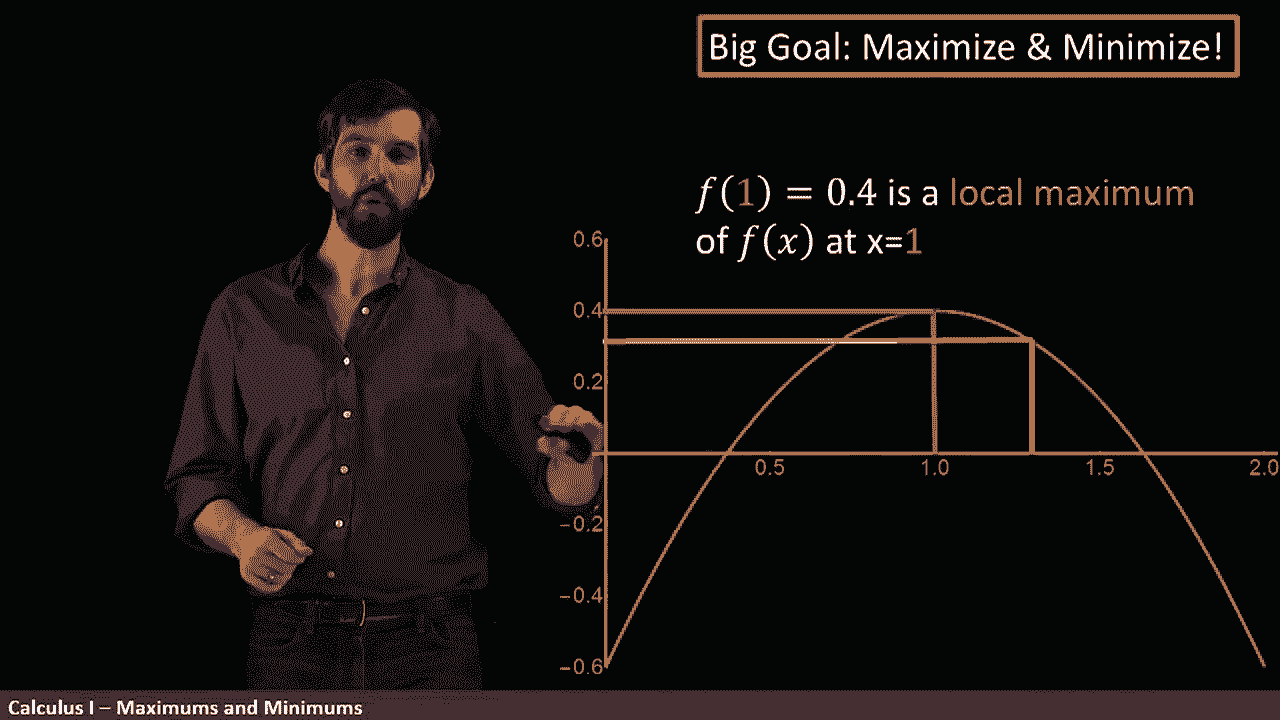 Big Goal: Maximize & Minimize!
f(1) = 0.4 is a local maximum
of f(x) at x=1
0.6
0.4
0.2
−0.2
−0.4
−0.6
0.5
1.0
1.5
2.0
Calculus I – Maximums and Minimums